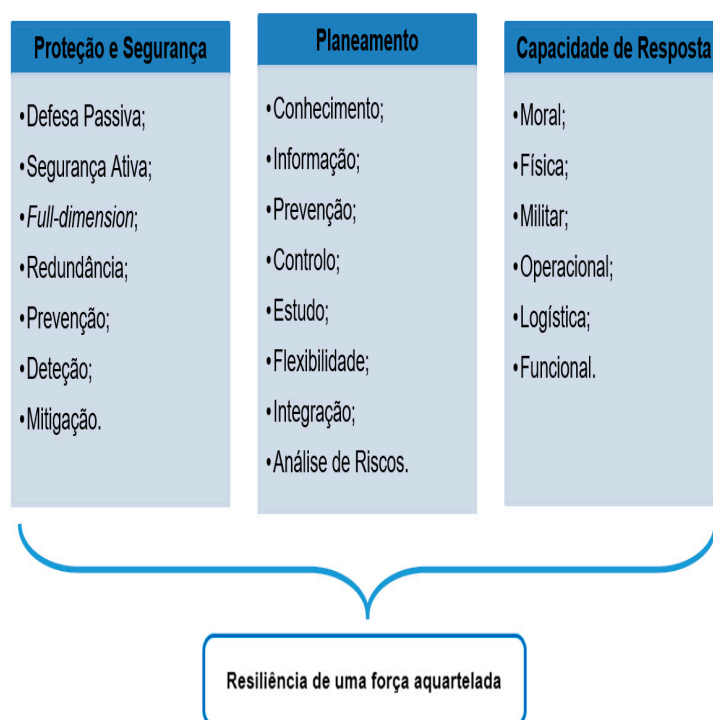 Proteção e Segurança
•Defesa Passiva;
•Segurança Ativa;
•Full-dimension;
•Redundância;
•Prevenção;
•Deteção;
•Mitigação.
Planeamento
•Conhecimento;
•Informação;
•Prevenção;
•Controlo;
•Estudo;
•Flexibilidade;
•Integração;
•Análise de Riscos.
Capacidade de Resposta
•Moral;
•Física;
•Militar;
•Operacional;
•Logística;
•Funcional.
Resiliência de uma força aquartelada